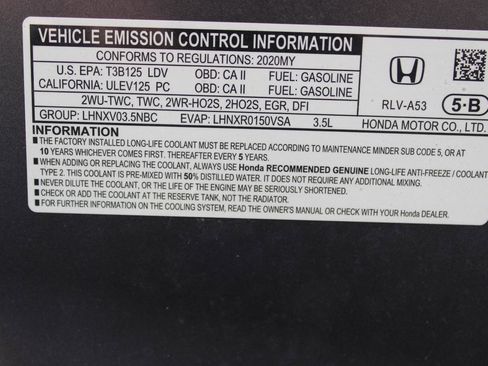 VEHICLE EMISSION CONTROL INFORMATION
CONFORMS TO REGULATIONS: 2020MY
U.S. EPA: T3B125 LDV OBD: CA II FUEL: GASOLINE
CALIFORNIA: ULEV125 PC OBD: CA II FUEL: GASOLINE
2WU-TWC, TWC, 2WR-HO2S, 2HO2S, EGR, DFI
GROUP: LHNXV03.5NBC EVAP: LHNXR0150VSA 3.5L
RLV-A53 5-B
HONDA MOTOR CO., LTD.
INFORMATION
■THE FACTORY INSTALLED LONG-LIFE COOLANT MUST BE REPLACED ACCORDING TO MAINTENANCE MINDER SUB CODE 5, OR AT
10 YEARS WHICHEVER COMES FIRST. THEREAFTER EVERY 5 YEARS.
■WHEN ADDING OR REPLACING THE COOLANT, ALWAYS USE Honda RECOMMENDED GENUINE LONG-LIFE ANTI-FREEZE / COOLANT
TYPE 2. THIS COOLANT IS PRE-MIXED WITH 50% DISTILLED WATER. IT DOES NOT REQUIRE ANY ADDITIONAL MIXING.
■NEVER DILUTE THE COOLANT, OR THE LIFE OF THE ENGINE MAY BE SERIOUSLY SHORTENED.
■CHECK OR ADD THE COOLANT AT THE RESERVE TANK, NOT THE RADIATOR.
■FOR FURTHER INFORMATION ON THE COOLING SYSTEM, READ THE OWNER'S MANUAL OR CHECK WITH YOUR Honda DEALER.